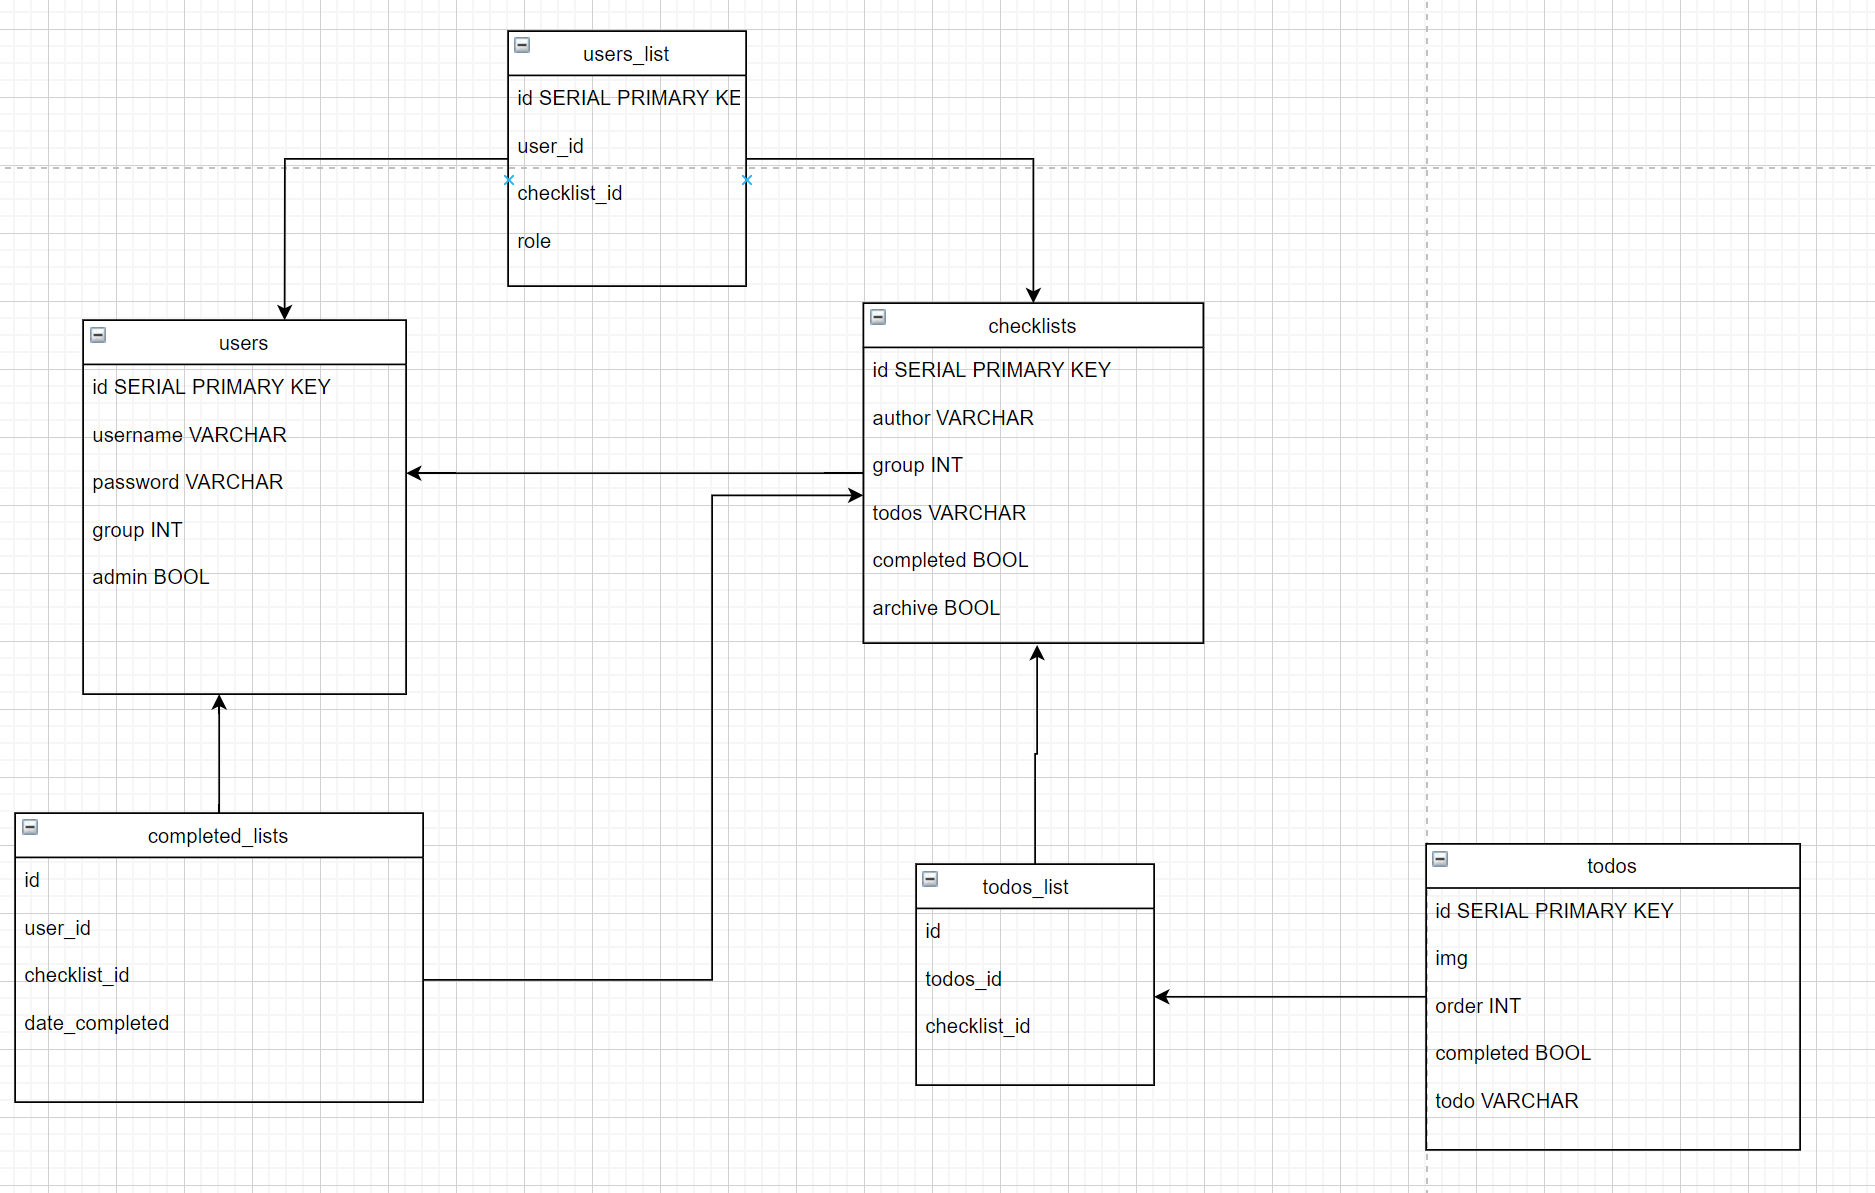 users_list
id SERIAL PRIMARY KE
user_id
checklist_id
role
users
id SERIAL PRIMARY KEY
username VARCHAR
password VARCHAR
group INT
admin BOOL
checklists
id SERIAL PRIMARY KEY
author VARCHAR
group INT
todos VARCHAR
completed BOOL
archive BOOL
completed_lists
id
user_id
checklist_id
date_completed
todos_list
id
todos_id
checklist_id
todos
id SERIAL PRIMARY KEY
img
order INT
completed BOOL
todo VARCHAR